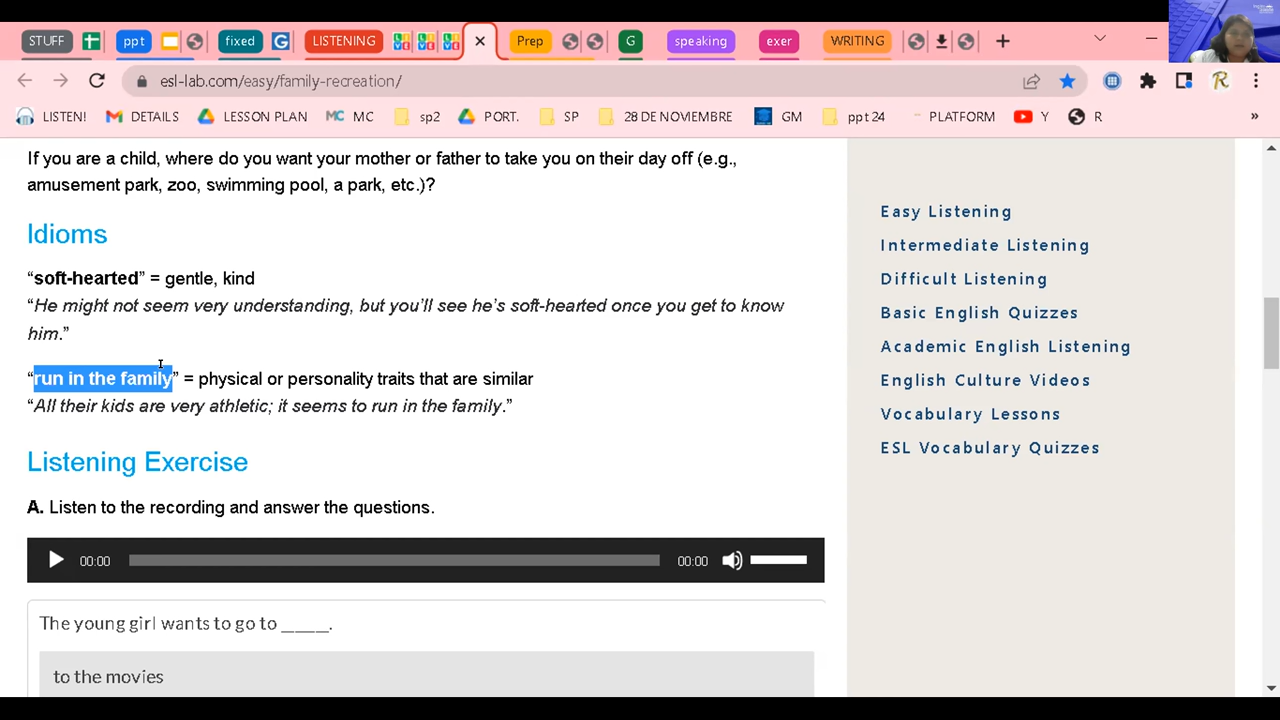 STUFF ppt fixed LISTENING Prep G speaking exer WRITING
esl-lab.com/easy/family-recreation/
LISTEN! DETAILS LESSON PLAN MC MC sp2 PORT. SP 28 DE NOVIEMBRE GM ppt 24 PLATFORM Y R »
If you are a child, where do you want your mother or father to take you on their day off (e.g.,
amusement park, zoo, swimming pool, a park, etc.)?
Idioms
“soft-hearted” = gentle, kind
“He might not seem very understanding, but you’ll see he’s soft-hearted once you get to know
him.”
“run in the family” = physical or personality traits that are similar
“All their kids are very athletic; it seems to run in the family.”
Listening Exercise
A. Listen to the recording and answer the questions.
00:00 00:00
The young girl wants to go to _____.
to the movies
Easy Listening
Intermediate Listening
Difficult Listening
Basic English Quizzes
Academic English Listening
English Culture Videos
Vocabulary Lessons
ESL Vocabulary Quizzes